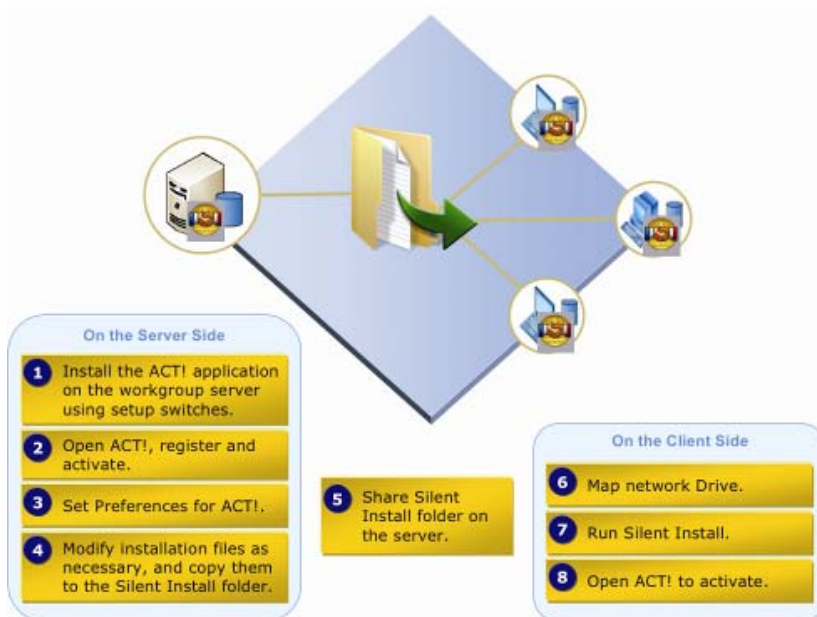 On the Server Side
1 Install the ACT! application
on the workgroup server
using setup switches.
2 Open ACT!, register and
activate.
3 Set Preferences for ACT!.
4 Modify installation files as
necessary, and copy them
to the Silent Install folder.
5 Share Silent
Install folder on
the server.
On the Client Side
6 Map network Drive.
7 Run Silent Install.
8 Open ACT! to activate.